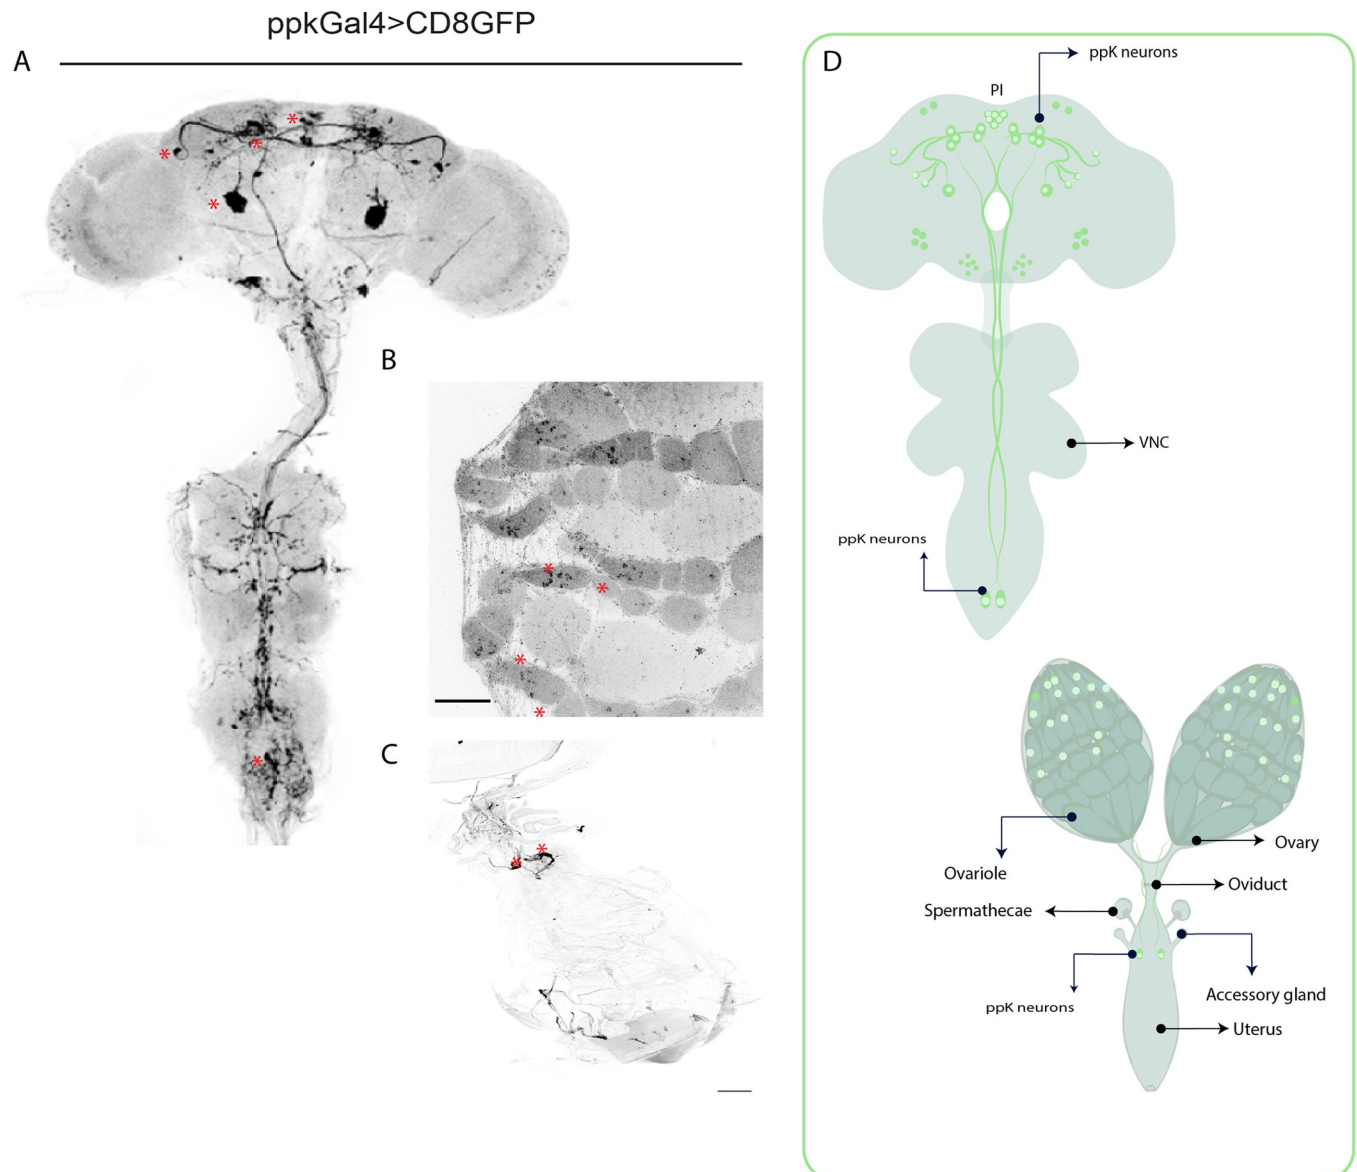 ppkGal4>CD8GFP
A
B
C
D
ppK neurons
PI
VNC
ppK neurons
Ovary
Ovariole
Oviduct
Spermathecae
Accessory gland
ppK neurons
Uterus